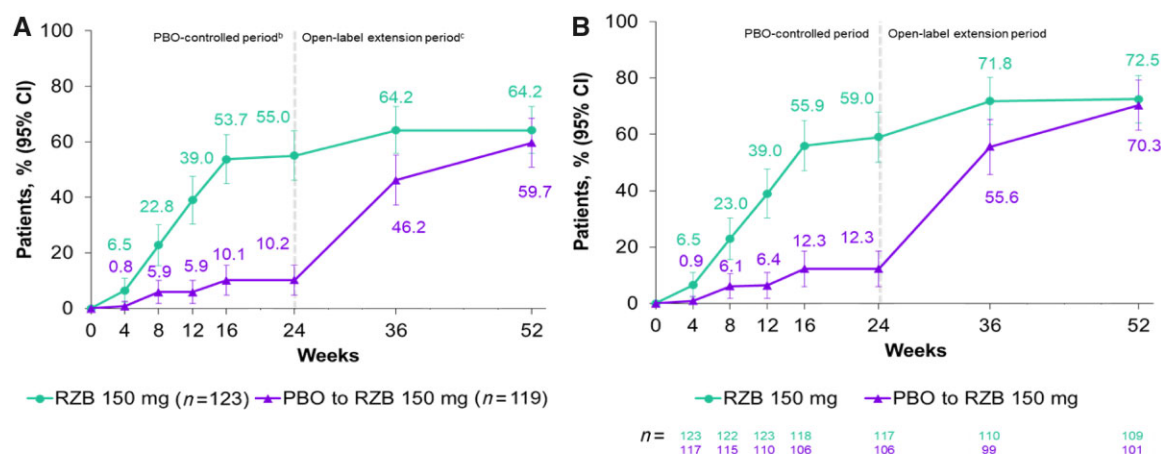 A
Patients, % (95% CI)
100
80
60
40
20
0
PBO-controlled periodᵇ
Open-label extension periodᶜ
6.5
22.8
39.0
53.7
55.0
64.2
64.2
0.8
5.9
5.9
10.1
10.2
46.2
59.7
0 4 8 12 16 24 36 52
Weeks
RZB 150 mg (n=123) PBO to RZB 150 mg (n=119)
B
Patients, % (95% CI)
100
80
60
40
20
0
PBO-controlled period
Open-label extension period
6.5
23.0
39.0
55.9
59.0
71.8
72.5
0.9
6.1
6.4
12.3
12.3
55.6
70.3
0 4 8 12 16 24 36 52
Weeks
RZB 150 mg PBO to RZB 150 mg
n= 123 122 123 118 117 110 109
117 115 110 106 106 99 101